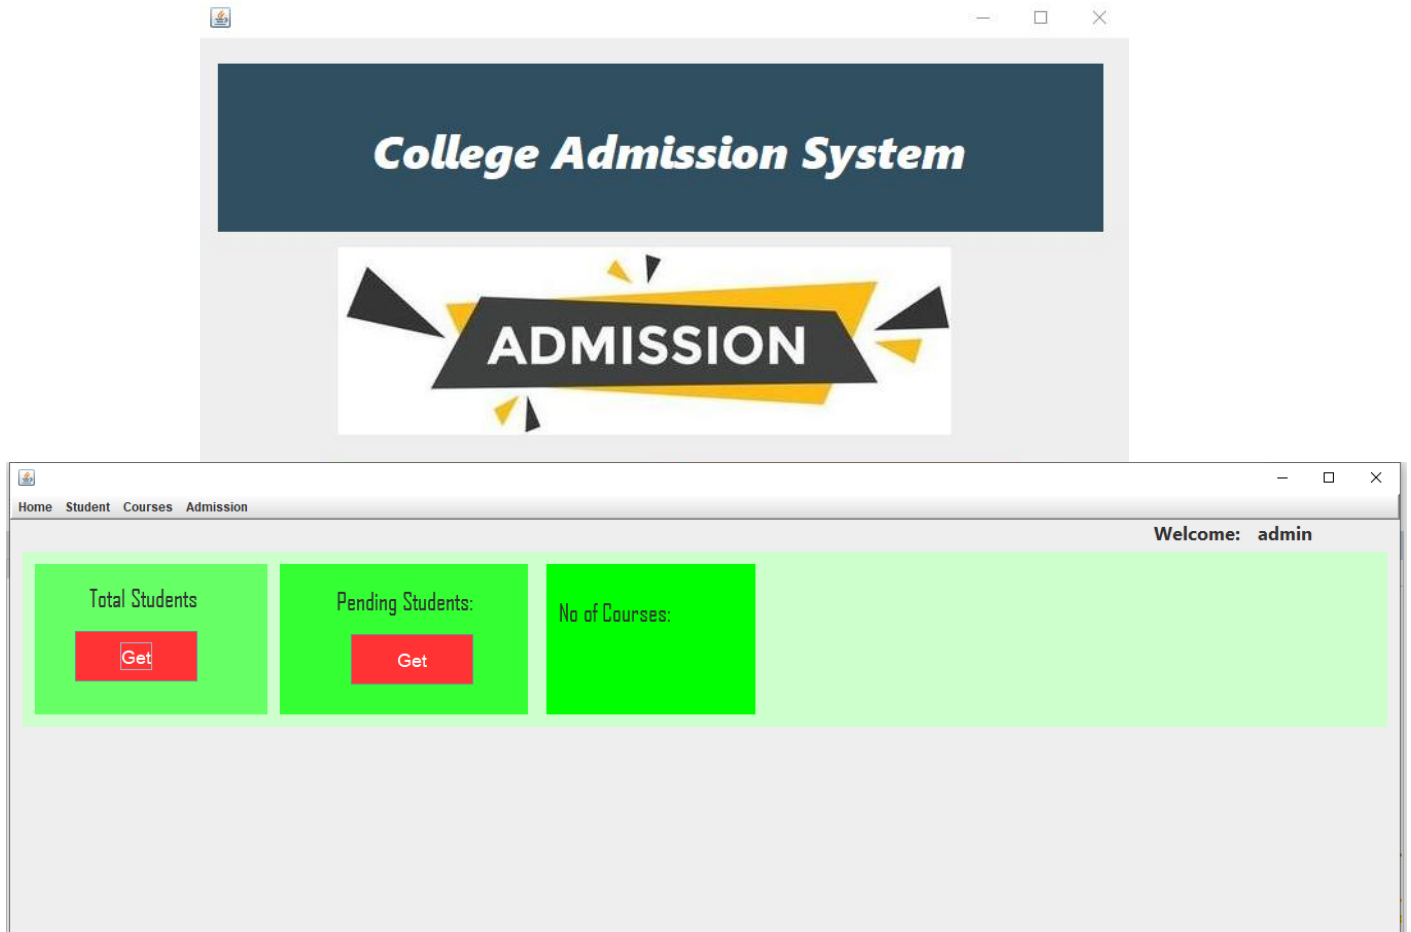 College Admission System
ADMISSION
Home Student Courses Admission
Welcome: admin
Total Students
Get
Pending Students:
Get
No of Courses: